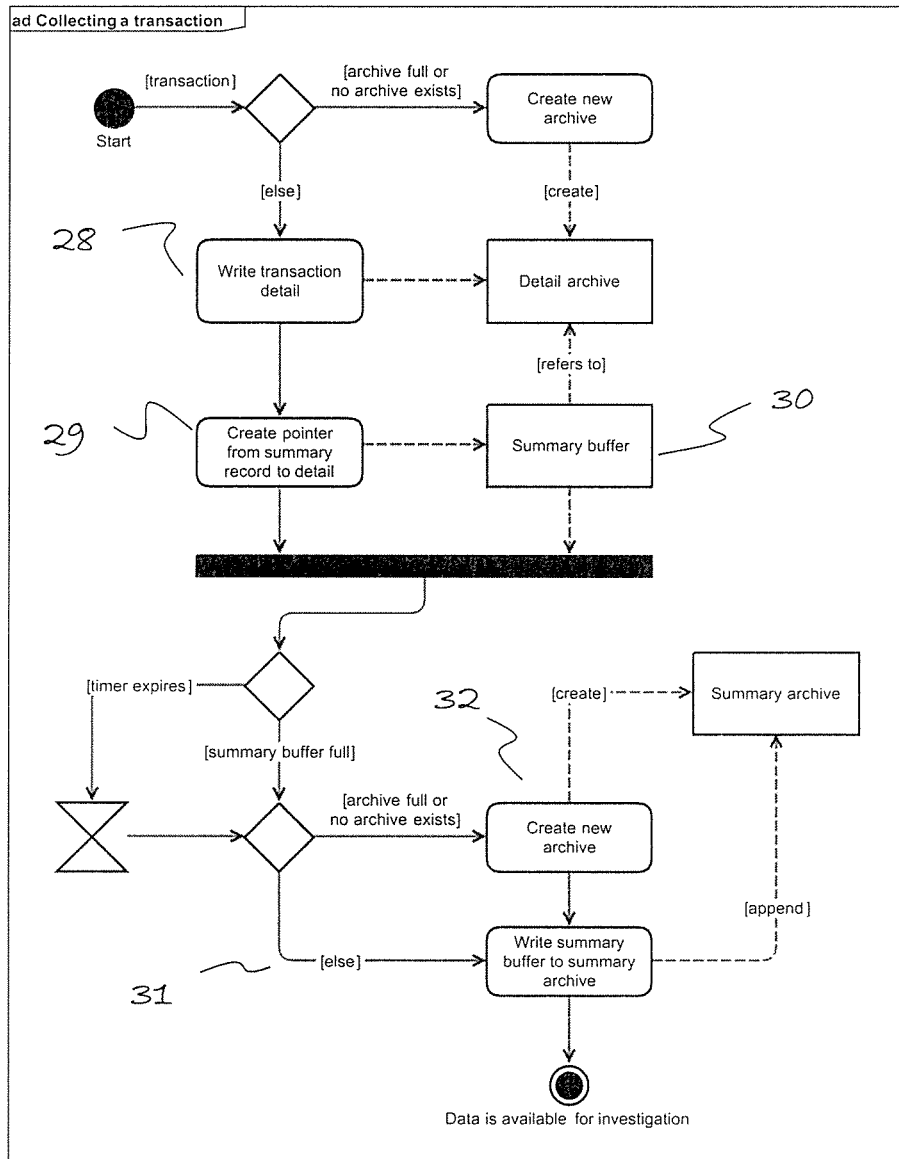 ad Collecting a transaction
[transaction]
[archive full or
no archive exists]
Create new
archive
Start
[else]
[create]
28
Write transaction
detail
Detail archive
[refers to]
29
Create pointer
from summary
record to detail
Summary buffer
30
[timer expires]
[create]
Summary archive
32
[summary buffer full]
[archive full or
no archive exists]
Create new
archive
[append]
31
[else]
Write summary
buffer to summary
archive
Data is available for investigation